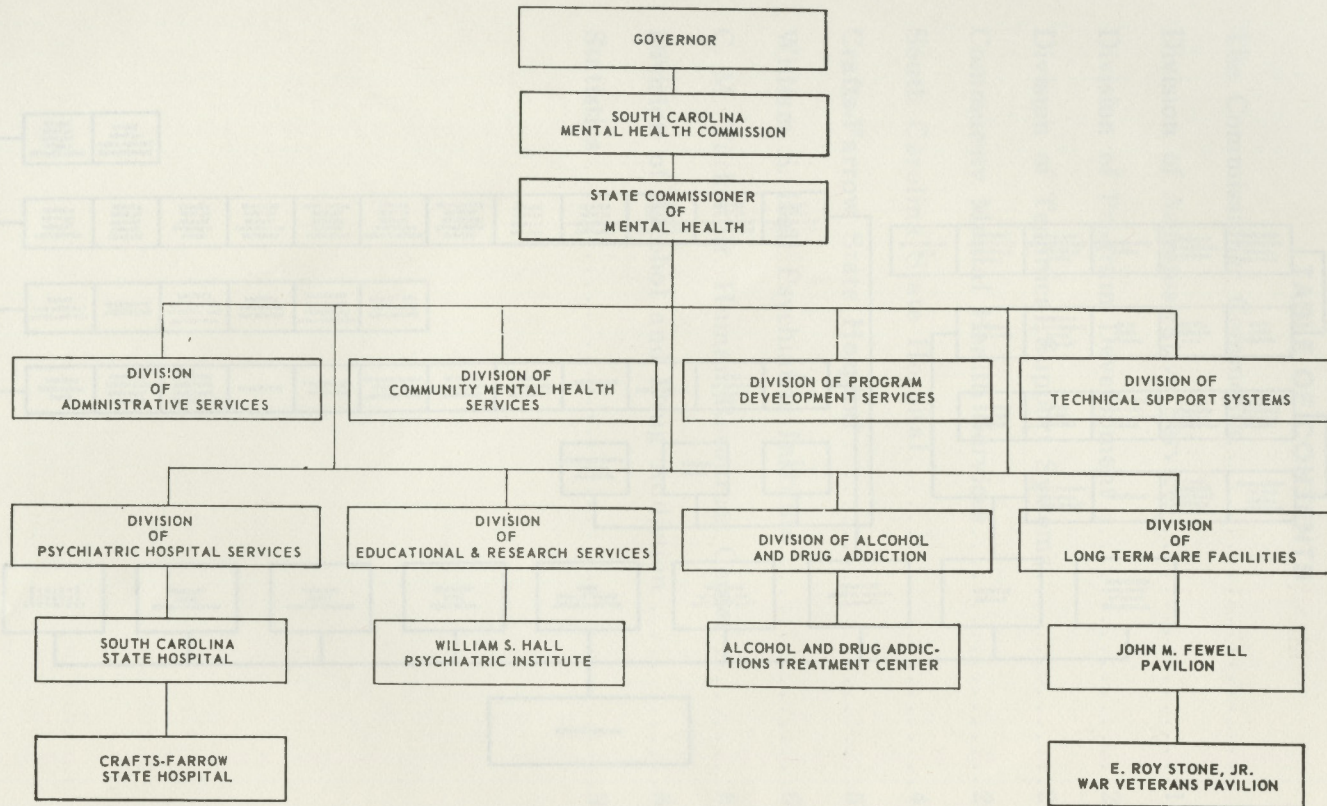 GOVERNOR
SOUTH CAROLINA
MENTAL HEALTH COMMISSION
STATE COMMISSIONER
OF
MENTAL HEALTH
DIVISION
OF
ADMINISTRATIVE SERVICES
DIVISION OF
COMMUNITY MENTAL HEALTH
SERVICES
DIVISION OF PROGRAM
DEVELOPMENT SERVICES
DIVISION OF
TECHNICAL SUPPORT SYSTEMS
DIVISION
OF
PSYCHIATRIC HOSPITAL SERVICES
DIVISION
OF
EDUCATIONAL & RESEARCH SERVICES
DIVISION OF ALCOHOL
AND DRUG ADDICTION
DIVISION
OF
LONG TERM CARE FACILITIES
SOUTH CAROLINA
STATE HOSPITAL
WILLIAM S. HALL
PSYCHIATRIC INSTITUTE
ALCOHOL AND DRUG ADDIC-
TIONS TREATMENT CENTER
JOHN M. FEWELL
PAVILION
CRAFTS-FARROW
STATE HOSPITAL
E. ROY STONE, JR.
WAR VETERANS PAVILION